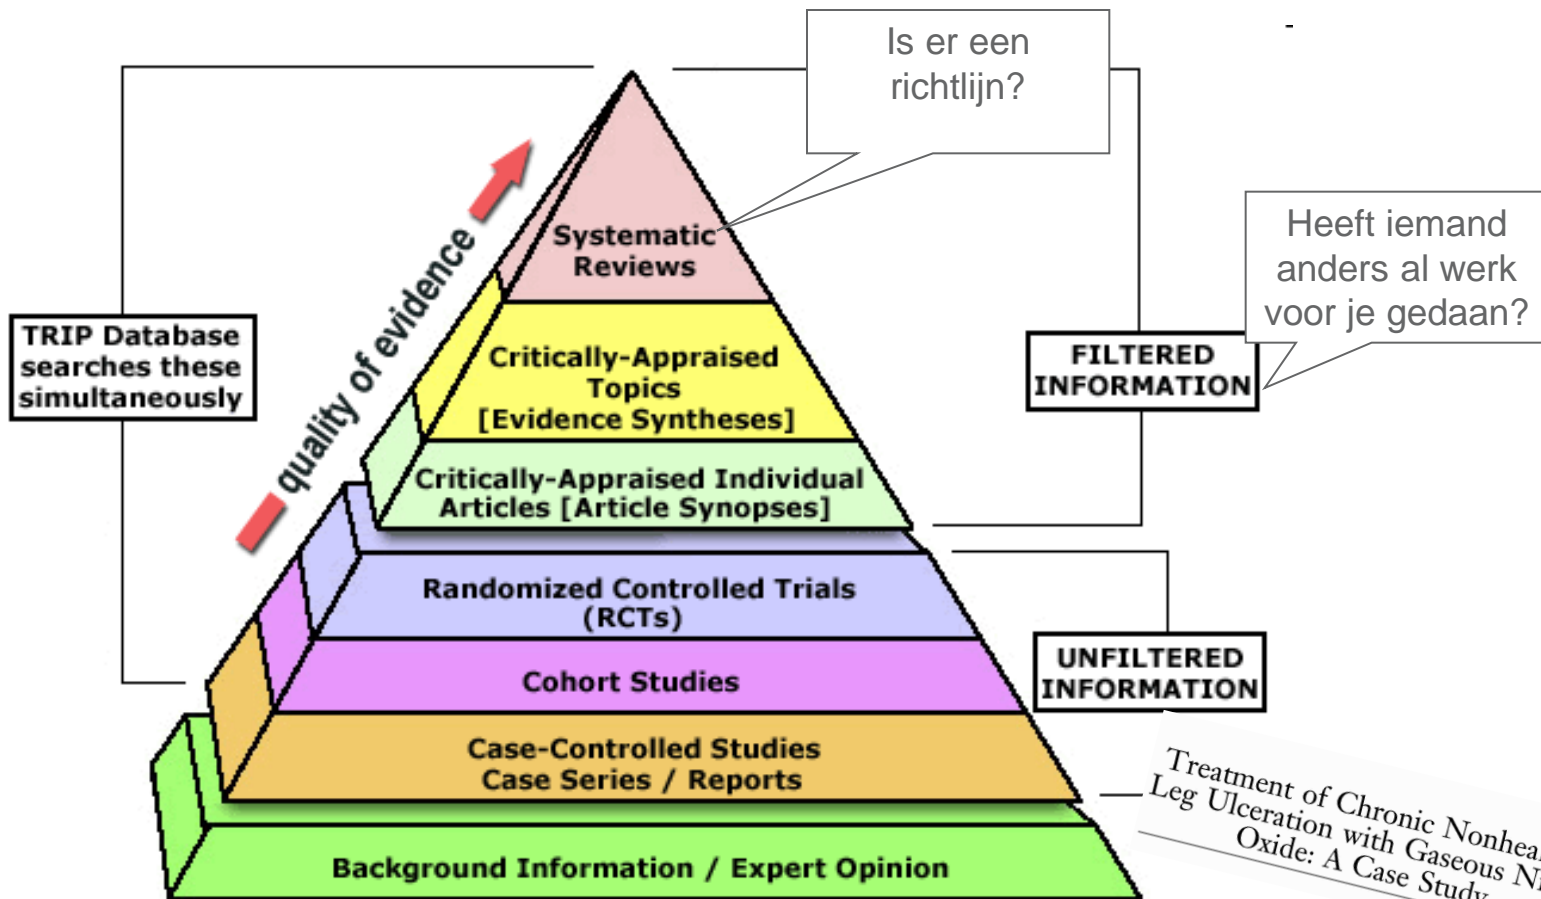 -
Is er een
richtlijn?
Heeft iemand
anders al werk
voor je gedaan?
quality of evidence
Systematic
Reviews
TRIP Database
searches these
simultaneously
Critically-Appraised
Topics
[Evidence Syntheses]
FILTERED
INFORMATION
Critically-Appraised Individual
Articles [Article Synopses]
Randomized Controlled Trials
(RCTs)
UNFILTERED
INFORMATION
Cohort Studies
Case-Controlled Studies
Case Series / Reports
Treatment of Chronic Nonheal
Leg Ulceration with Gaseous Ni
Oxide: A Case Study
Background Information / Expert Opinion